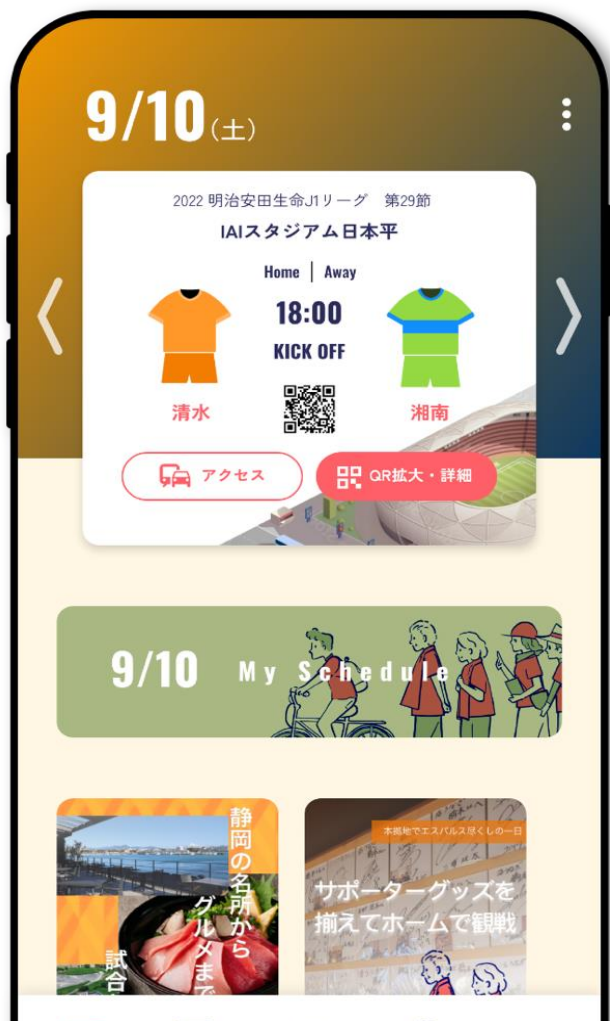 9/10(土)
2022 明治安田生命J1リーグ　第29節
IAIスタジアム日本平
Home | Away
18:00
KICK OFF
清水
湘南
アクセス
QR拡大・詳細
9/10 My Schedule
静岡の名所から
グルメまで
試合
本拠地でエスパルス尽くしの一日
サポーターグッズを
揃えてホームで観戦